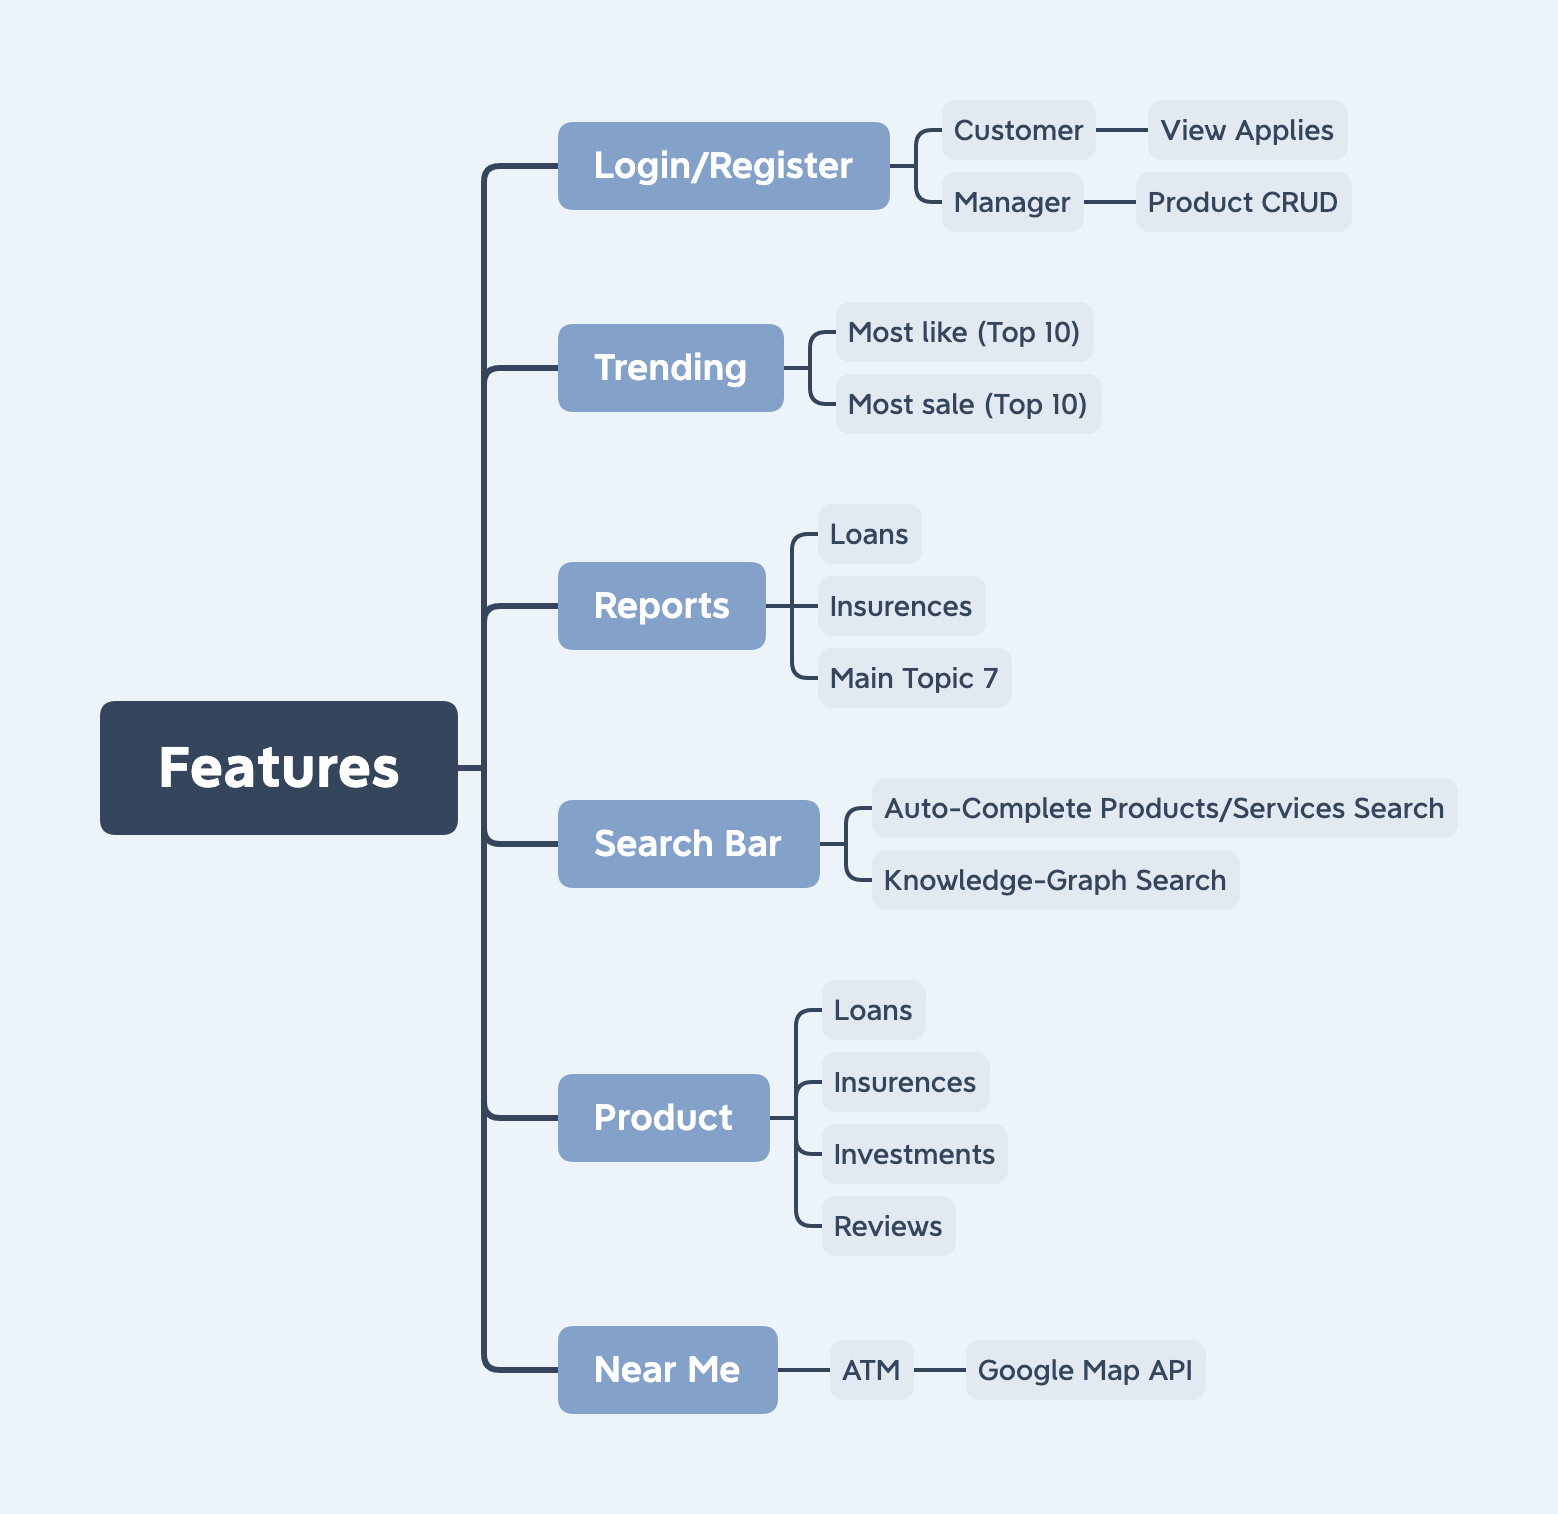 Features
Login/Register
Customer
View Applies
Manager
Product CRUD
Trending
Most like (Top 10)
Most sale (Top 10)
Reports
Loans
Insurences
Main Topic 7
Search Bar
Auto-Complete Products/Services Search
Knowledge-Graph Search
Product
Loans
Insurences
Investments
Reviews
Near Me
ATM
Google Map API